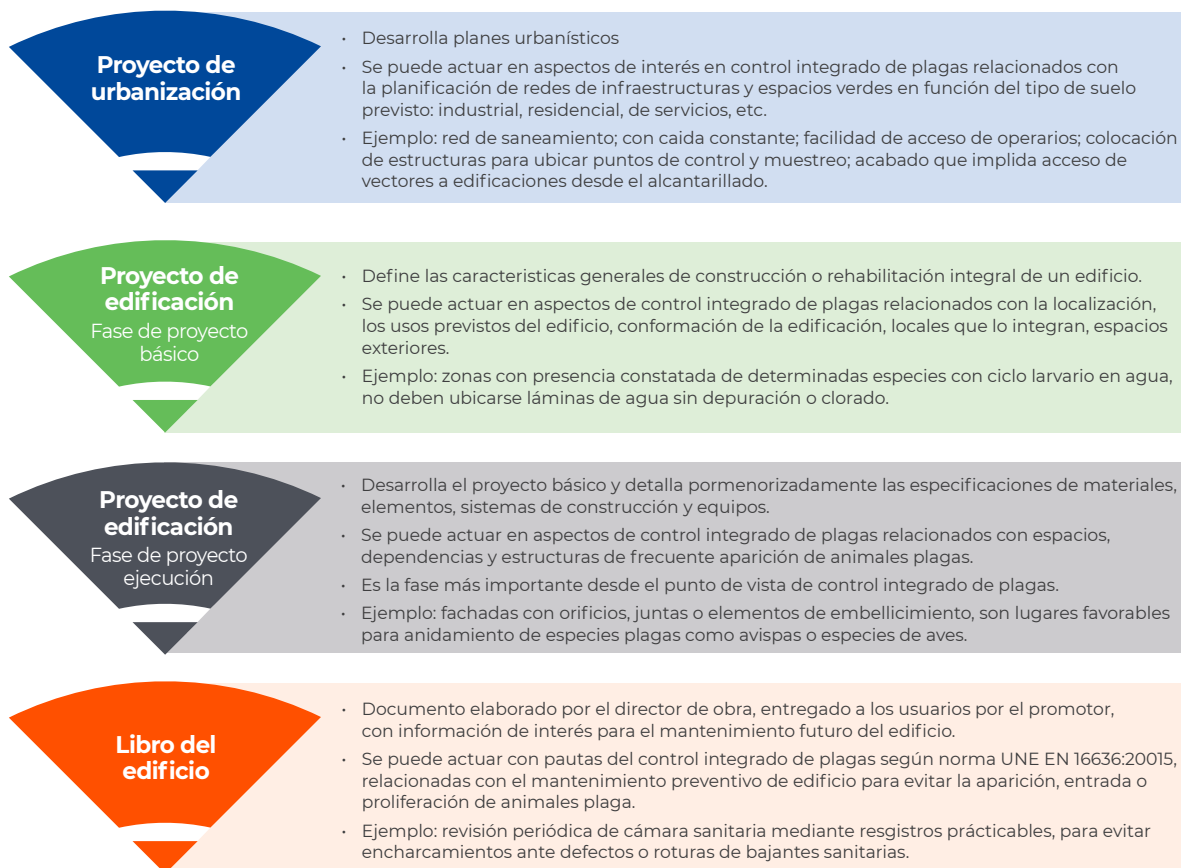 Proyecto de
urbanización
• Desarrolla planes urbanísticos
• Se puede actuar en aspectos de interés en control integrado de plagas relacionados con
la planificación de redes de infraestructuras y espacios verdes en función del tipo de suelo
previsto: industrial, residencial, de servicios, etc.
• Ejemplo: red de saneamiento; con caida constante; facilidad de acceso de operarios; colocación
de estructuras para ubicar puntos de control y muestreo; acabado que implida acceso de
vectores a edificaciones desde el alcantarillado.
Proyecto de
edificación
Fase de proyecto
básico
• Define las caracteristicas generales de construcción o rehabilitación integral de un edificio.
• Se puede actuar en aspectos de control integrado de plagas relacionados con la localización,
los usos previstos del edificio, conformación de la edificación, locales que lo integran, espacios
exteriores.
• Ejemplo: zonas con presencia constatada de determinadas especies con ciclo larvario en agua,
no deben ubicarse láminas de agua sin depuración o clorado.
Proyecto de
edificación
Fase de proyecto
ejecución
• Desarrolla el proyecto básico y detalla pormenorizadamente las especificaciones de materiales,
elementos, sistemas de construcción y equipos.
• Se puede actuar en aspectos de control integrado de plagas relacionados con espacios,
dependencias y estructuras de frecuente aparición de animales plagas.
• Es la fase más importante desde el punto de vista de control integrado de plagas.
• Ejemplo: fachadas con orificios, juntas o elementos de embellicimiento, son lugares favorables
para anidamiento de especies plagas como avispas o especies de aves.
Libro del
edificio
• Documento elaborado por el director de obra, entregado a los usuarios por el promotor,
con información de interés para el mantenimiento futuro del edificio.
• Se puede actuar con pautas del control integrado de plagas según norma UNE EN 16636:20015,
relacionadas con el mantenimiento preventivo de edificio para evitar la aparición, entrada o
proliferación de animales plaga.
• Ejemplo: revisión periódica de cámara sanitaria mediante resgistros prácticables, para evitar
encharcamientos ante defectos o roturas de bajantes sanitarias.